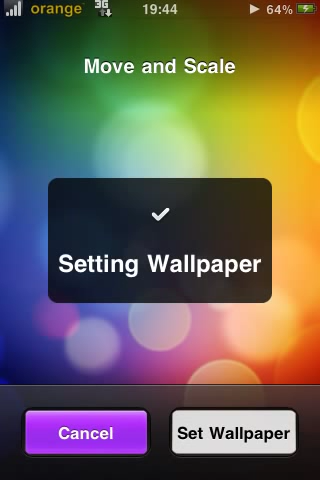 orange 3G 19:44 64%
Move and Scale
Setting Wallpaper
Cancel Set Wallpaper